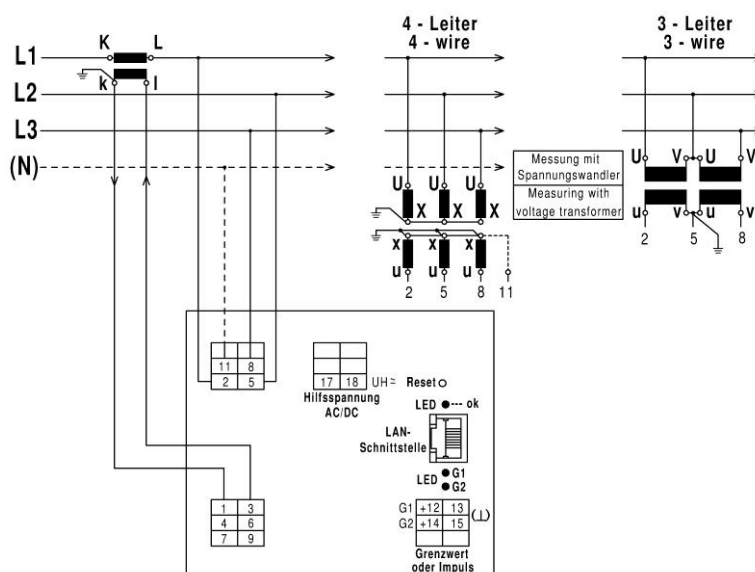 4 - Leiter
4 - wire
3 - Leiter
3 - wire
K L
L1
k l
L2
L3
(N)
U U U
X X X
x x x
u u u
2 5 8 11
Messung mit
Spannungswandler
Measuring with
voltage transformer
U V U V
u v u v
2 5 8
11 8
2 5
17 18 UH≂
Hilfsspannung
AC/DC
Reset
LED --- ok
LAN-
Schnittstelle
LED G1
G2
1 3
4 6
7 9
G1 +12 13 (⊥)
G2 +14 15
Grenzwert
oder Impuls